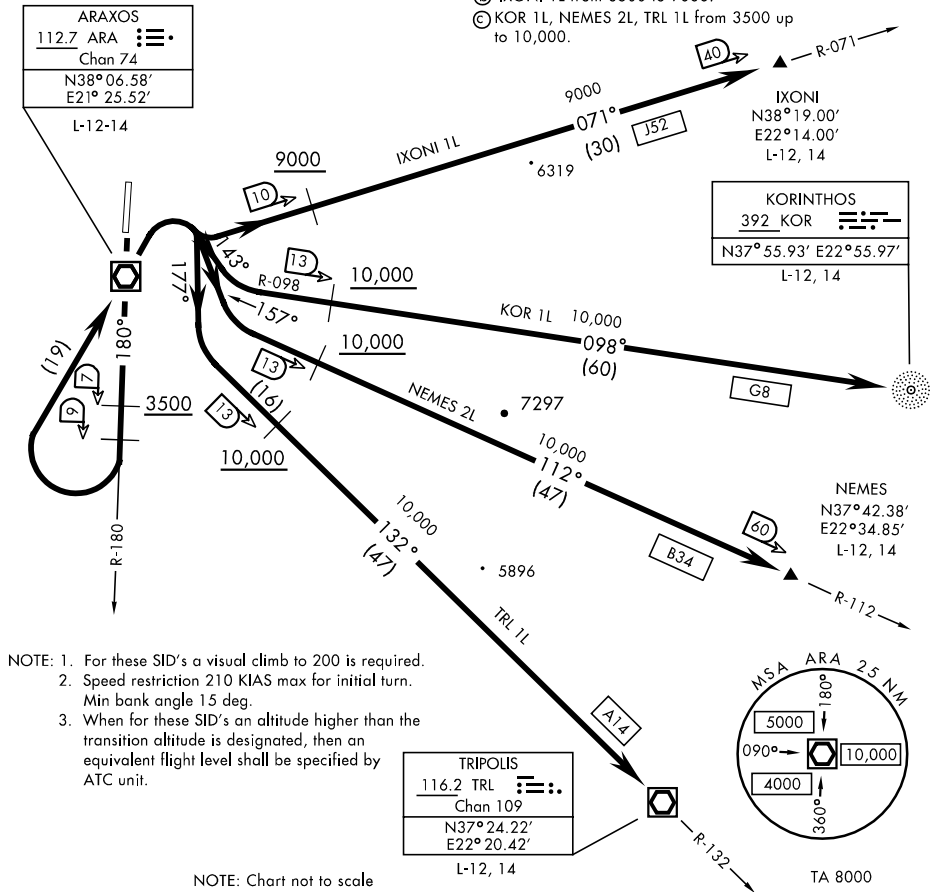 ⓒ KOR 1L, NEMES 2L, TRL 1L from 3500 up
to 10,000.
ARAXOS
112.7 ARA
Chan 74
N38° 06.58'
E21° 25.52'
L-12-14
40
R-071
IXONI
N38° 19.00'
E22° 14.00'
L-12, 14
9000
071°
(30)
J52
IXONI 1L
6319
9000
10
KORINTHOS
392 KOR
N37° 55.93' E22° 55.97'
L-12, 14
143°
177°
R-098
13
10,000
157°
KOR 1L
10,000
098°
(60)
G8
180°
(19)
7
9
3500
R-180
10,000
13
(16)
13
10,000
NEMES 2L
7297
10,000
112°
(47)
B34
60
NEMES
N37° 42.38'
E22° 34.85'
L-12, 14
R-112
10,000
132°
(47)
5896
TRL 1L
A14
NOTE: 1. For these SID's a visual climb to 200 is required.
2. Speed restriction 210 KIAS max for initial turn.
Min bank angle 15 deg.
3. When for these SID's an altitude higher than the
transition altitude is designated, then an
equivalent flight level shall be specified by
ATC unit.
TRIPOLIS
116.2 TRL
Chan 109
N37° 24.22'
E22° 20.42'
L-12, 14
R-132
MSA ARA 25 NM
180°
5000
090°
10,000
4000
360°
TA 8000
NOTE: Chart not to scale